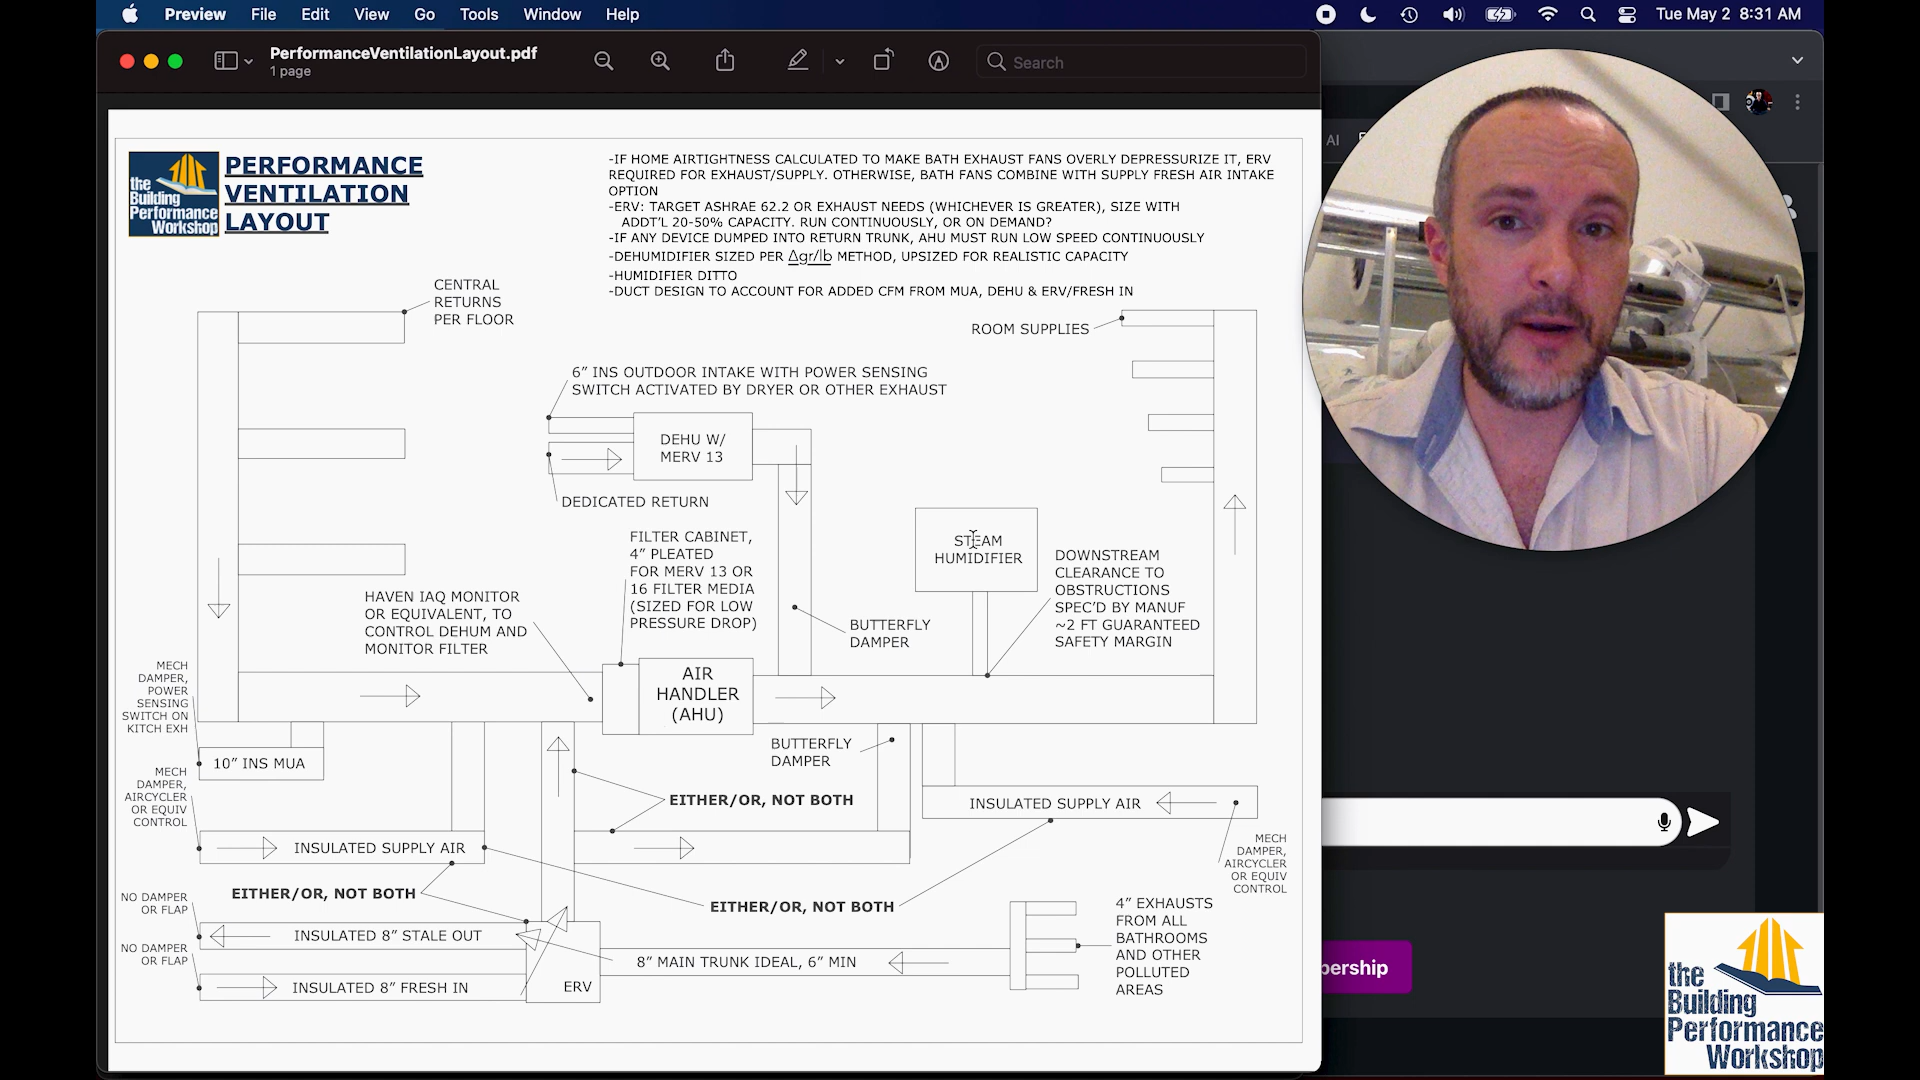 Preview File Edit View Go Tools Window Help
Tue May 2 8:31 AM
PerformanceVentilationLayout.pdf
1 page
Search
AI
the
Building
Performance
Workshop
PERFORMANCE
VENTILATION
LAYOUT
-IF HOME AIRTIGHTNESS CALCULATED TO MAKE BATH EXHAUST FANS OVERLY DEPRESSURIZE IT, ERV
REQUIRED FOR EXHAUST/SUPPLY. OTHERWISE, BATH FANS COMBINE WITH SUPPLY FRESH AIR INTAKE
OPTION
-ERV: TARGET ASHRAE 62.2 OR EXHAUST NEEDS (WHICHEVER IS GREATER), SIZE WITH
ADDT'L 20-50% CAPACITY. RUN CONTINUOUSLY, OR ON DEMAND?
-IF ANY DEVICE DUMPED INTO RETURN TRUNK, AHU MUST RUN LOW SPEED CONTINUOUSLY
-DEHUMIDIFIER SIZED PER Δgr/lb METHOD, UPSIZED FOR REALISTIC CAPACITY
-HUMIDIFIER DITTO
-DUCT DESIGN TO ACCOUNT FOR ADDED CFM FROM MUA, DEHU & ERV/FRESH IN
CENTRAL
RETURNS
PER FLOOR
ROOM SUPPLIES
6" INS OUTDOOR INTAKE WITH POWER SENSING
SWITCH ACTIVATED BY DRYER OR OTHER EXHAUST
DEHU W/
MERV 13
DEDICATED RETURN
FILTER CABINET,
4" PLEATED
FOR MERV 13 OR
16 FILTER MEDIA
(SIZED FOR LOW
PRESSURE DROP)
STEAM
HUMIDIFIER
DOWNSTREAM
CLEARANCE TO
OBSTRUCTIONS
SPEC'D BY MANUF
~2 FT GUARANTEED
SAFETY MARGIN
HAVEN IAQ MONITOR
OR EQUIVALENT, TO
CONTROL DEHUM AND
MONITOR FILTER
BUTTERFLY
DAMPER
MECH
DAMPER,
POWER
SENSING
SWITCH ON
KITCH EXH
AIR
HANDLER
(AHU)
10" INS MUA
BUTTERFLY
DAMPER
MECH
DAMPER,
AIRCYCLER
OR EQUIV
CONTROL
EITHER/OR, NOT BOTH
INSULATED SUPPLY AIR
INSULATED SUPPLY AIR
MECH
DAMPER,
AIRCYCLER
OR EQUIV
CONTROL
EITHER/OR, NOT BOTH
EITHER/OR, NOT BOTH
NO DAMPER
OR FLAP
INSULATED 8" STALE OUT
NO DAMPER
OR FLAP
INSULATED 8" FRESH IN
ERV
8" MAIN TRUNK IDEAL, 6" MIN
4" EXHAUSTS
FROM ALL
BATHROOMS
AND OTHER
POLLUTED
AREAS
bership
the
Building
Performance
Workshop